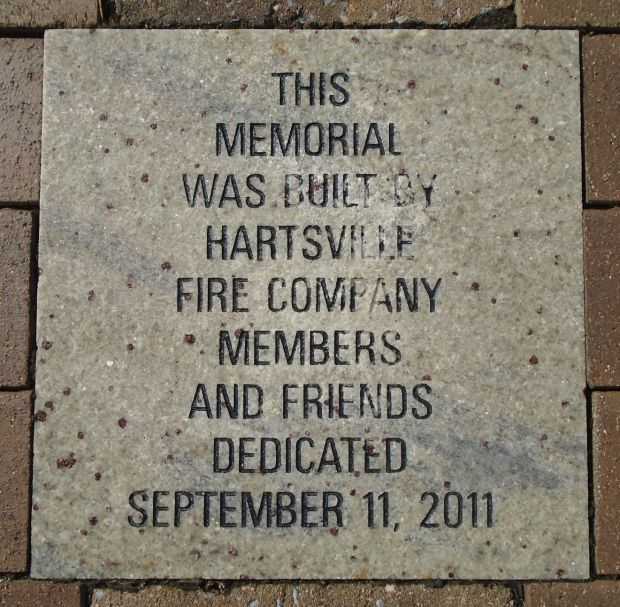 THIS
MEMORIAL
WAS BUILT BY
HARTSVILLE
FIRE COMPANY
MEMBERS
AND FRIENDS
DEDICATED
SEPTEMBER 11, 2011